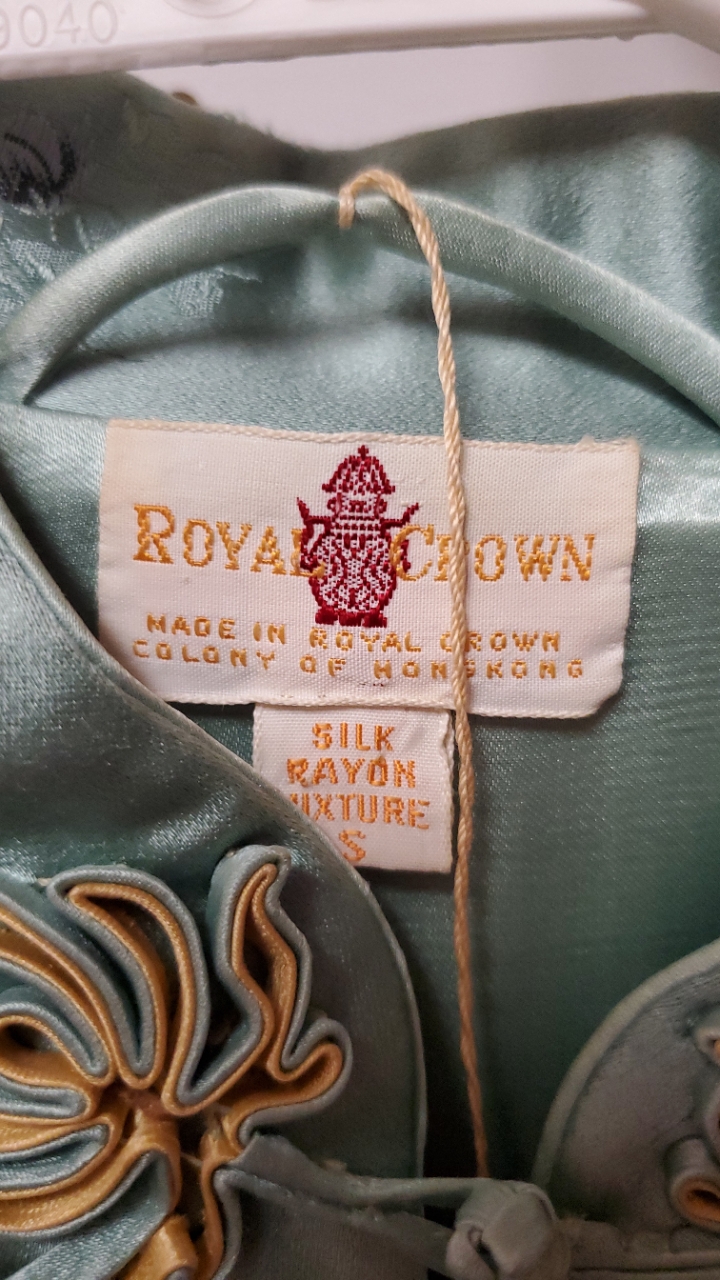 9040
ROYAL CROWN
MADE IN ROYAL CROWN
COLONY OF HONGKONG
SILK
RAYON
MIXTURE
S